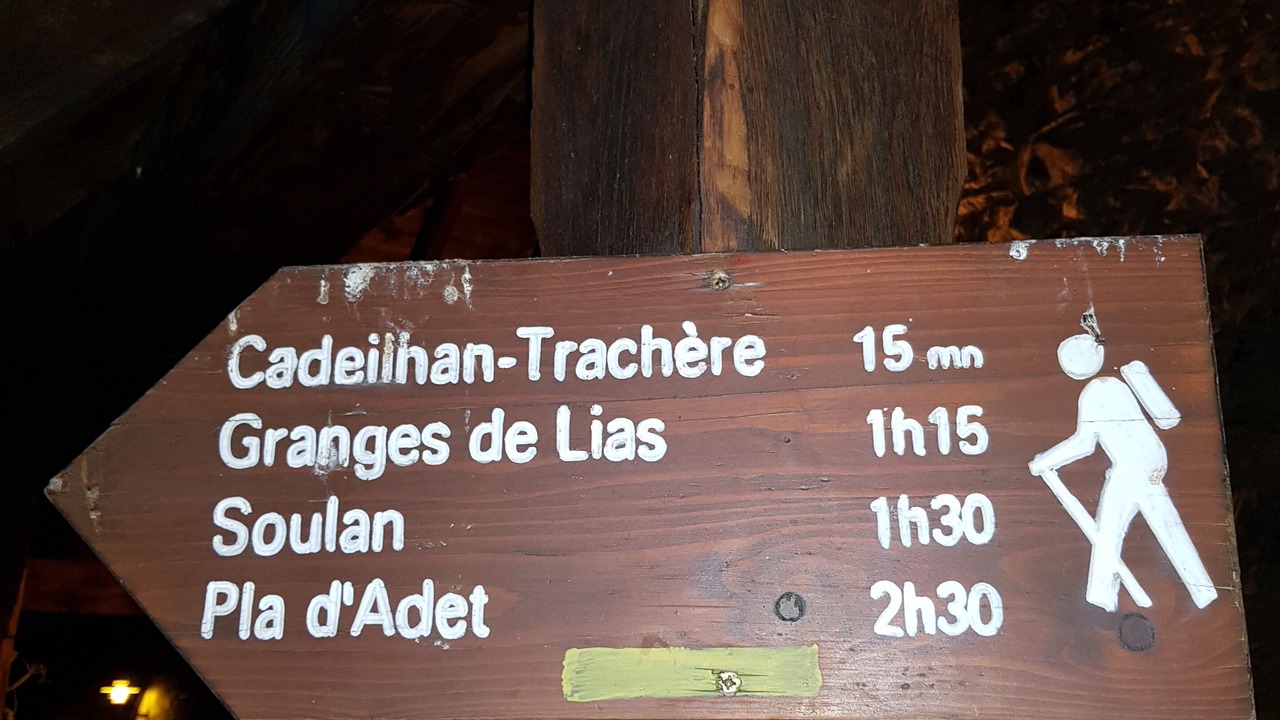 Cadeilhan-Trachère 15 mn
Granges de Lias 1h15
Soulan 1h30
Pla d'Adet 2h30